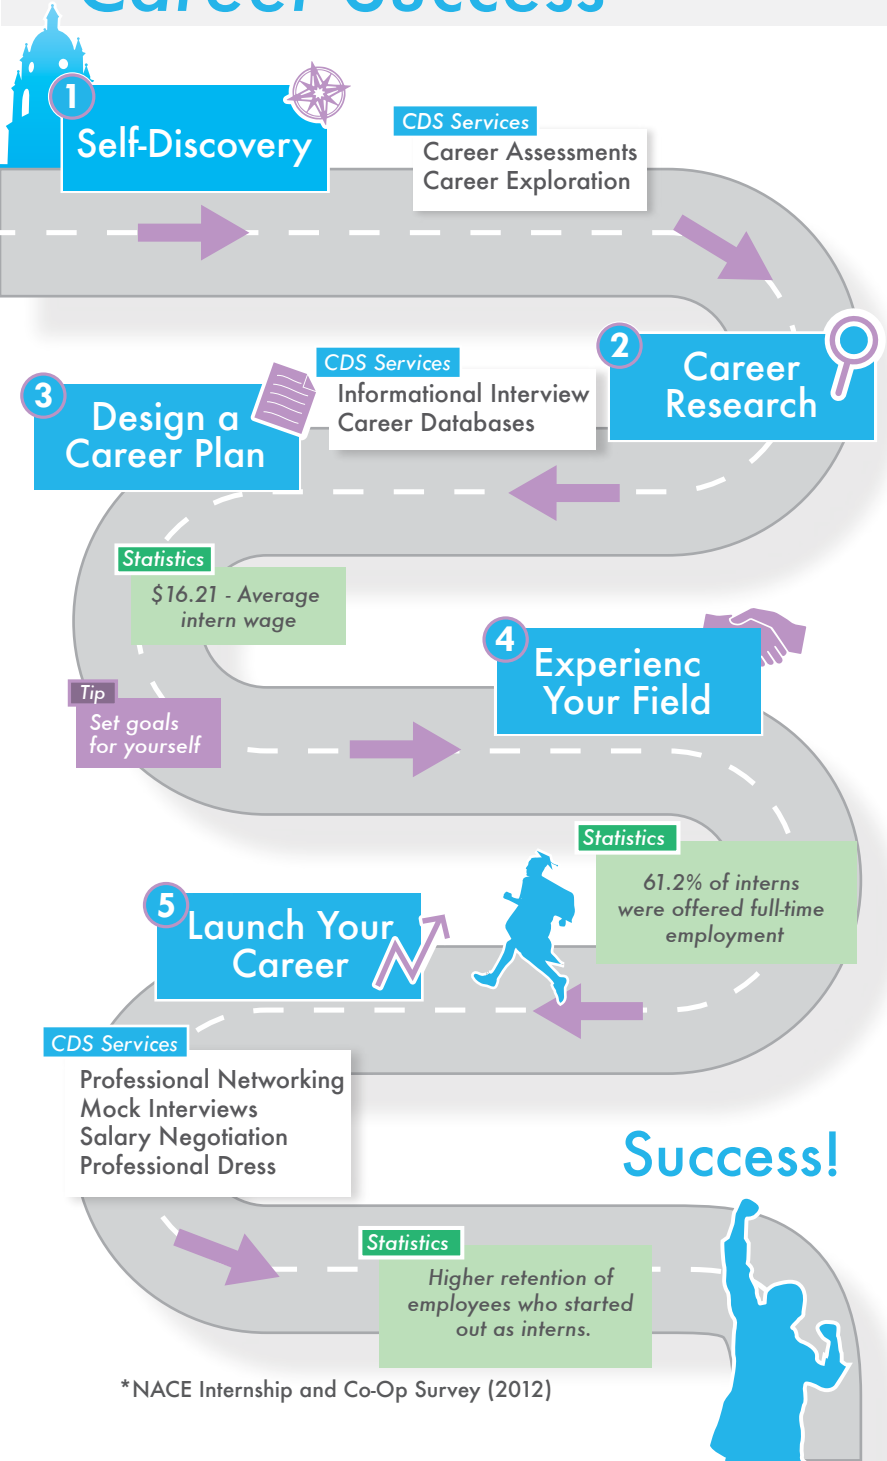 Career Success
1
Self-Discovery
CDS Services
Career Assessments
Career Exploration
2
Career
Research
CDS Services
Informational Interview
Career Databases
3
Design a
Career Plan
Statistics
$16.21 - Average
intern wage
Tip
Set goals
for yourself
4
Experienc
Your Field
Statistics
61.2% of interns
were offered full-time
employment
5
Launch Your
Career
CDS Services
Professional Networking
Mock Interviews
Salary Negotiation
Professional Dress
Success!
Statistics
Higher retention of
employees who started
out as interns.
*NACE Internship and Co-Op Survey (2012)